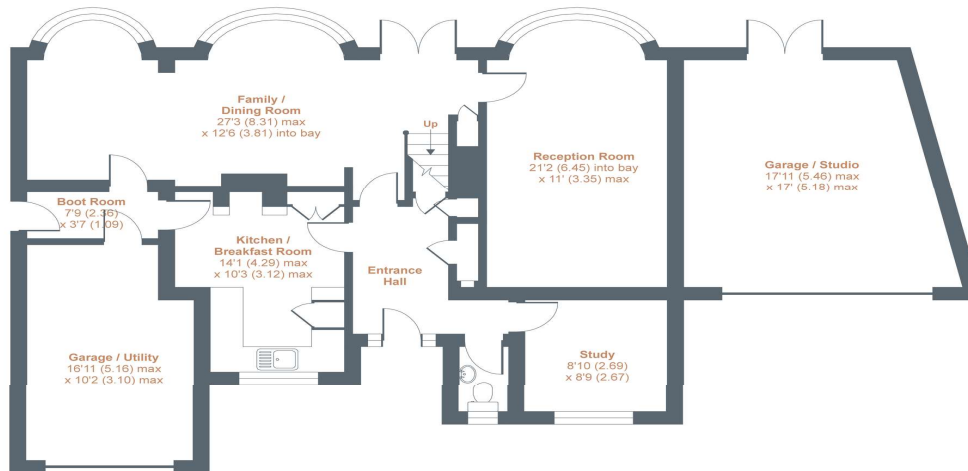 Family /
Dining Room
27'3 (8.31) max
x 12'6 (3.81) into bay
Up
Reception Room
21'2 (6.45) into bay
x 11' (3.35) max
Garage / Studio
17'11 (5.46) max
x 17' (5.18) max
Boot Room
7'9 (2.36)
x 3'7 (1.09)
Kitchen /
Breakfast Room
14'1 (4.29) max
x 10'3 (3.12) max
Entrance
Hall
Garage / Utility
16'11 (5.16) max
x 10'2 (3.10) max
Study
8'10 (2.69)
x 8'9 (2.67)